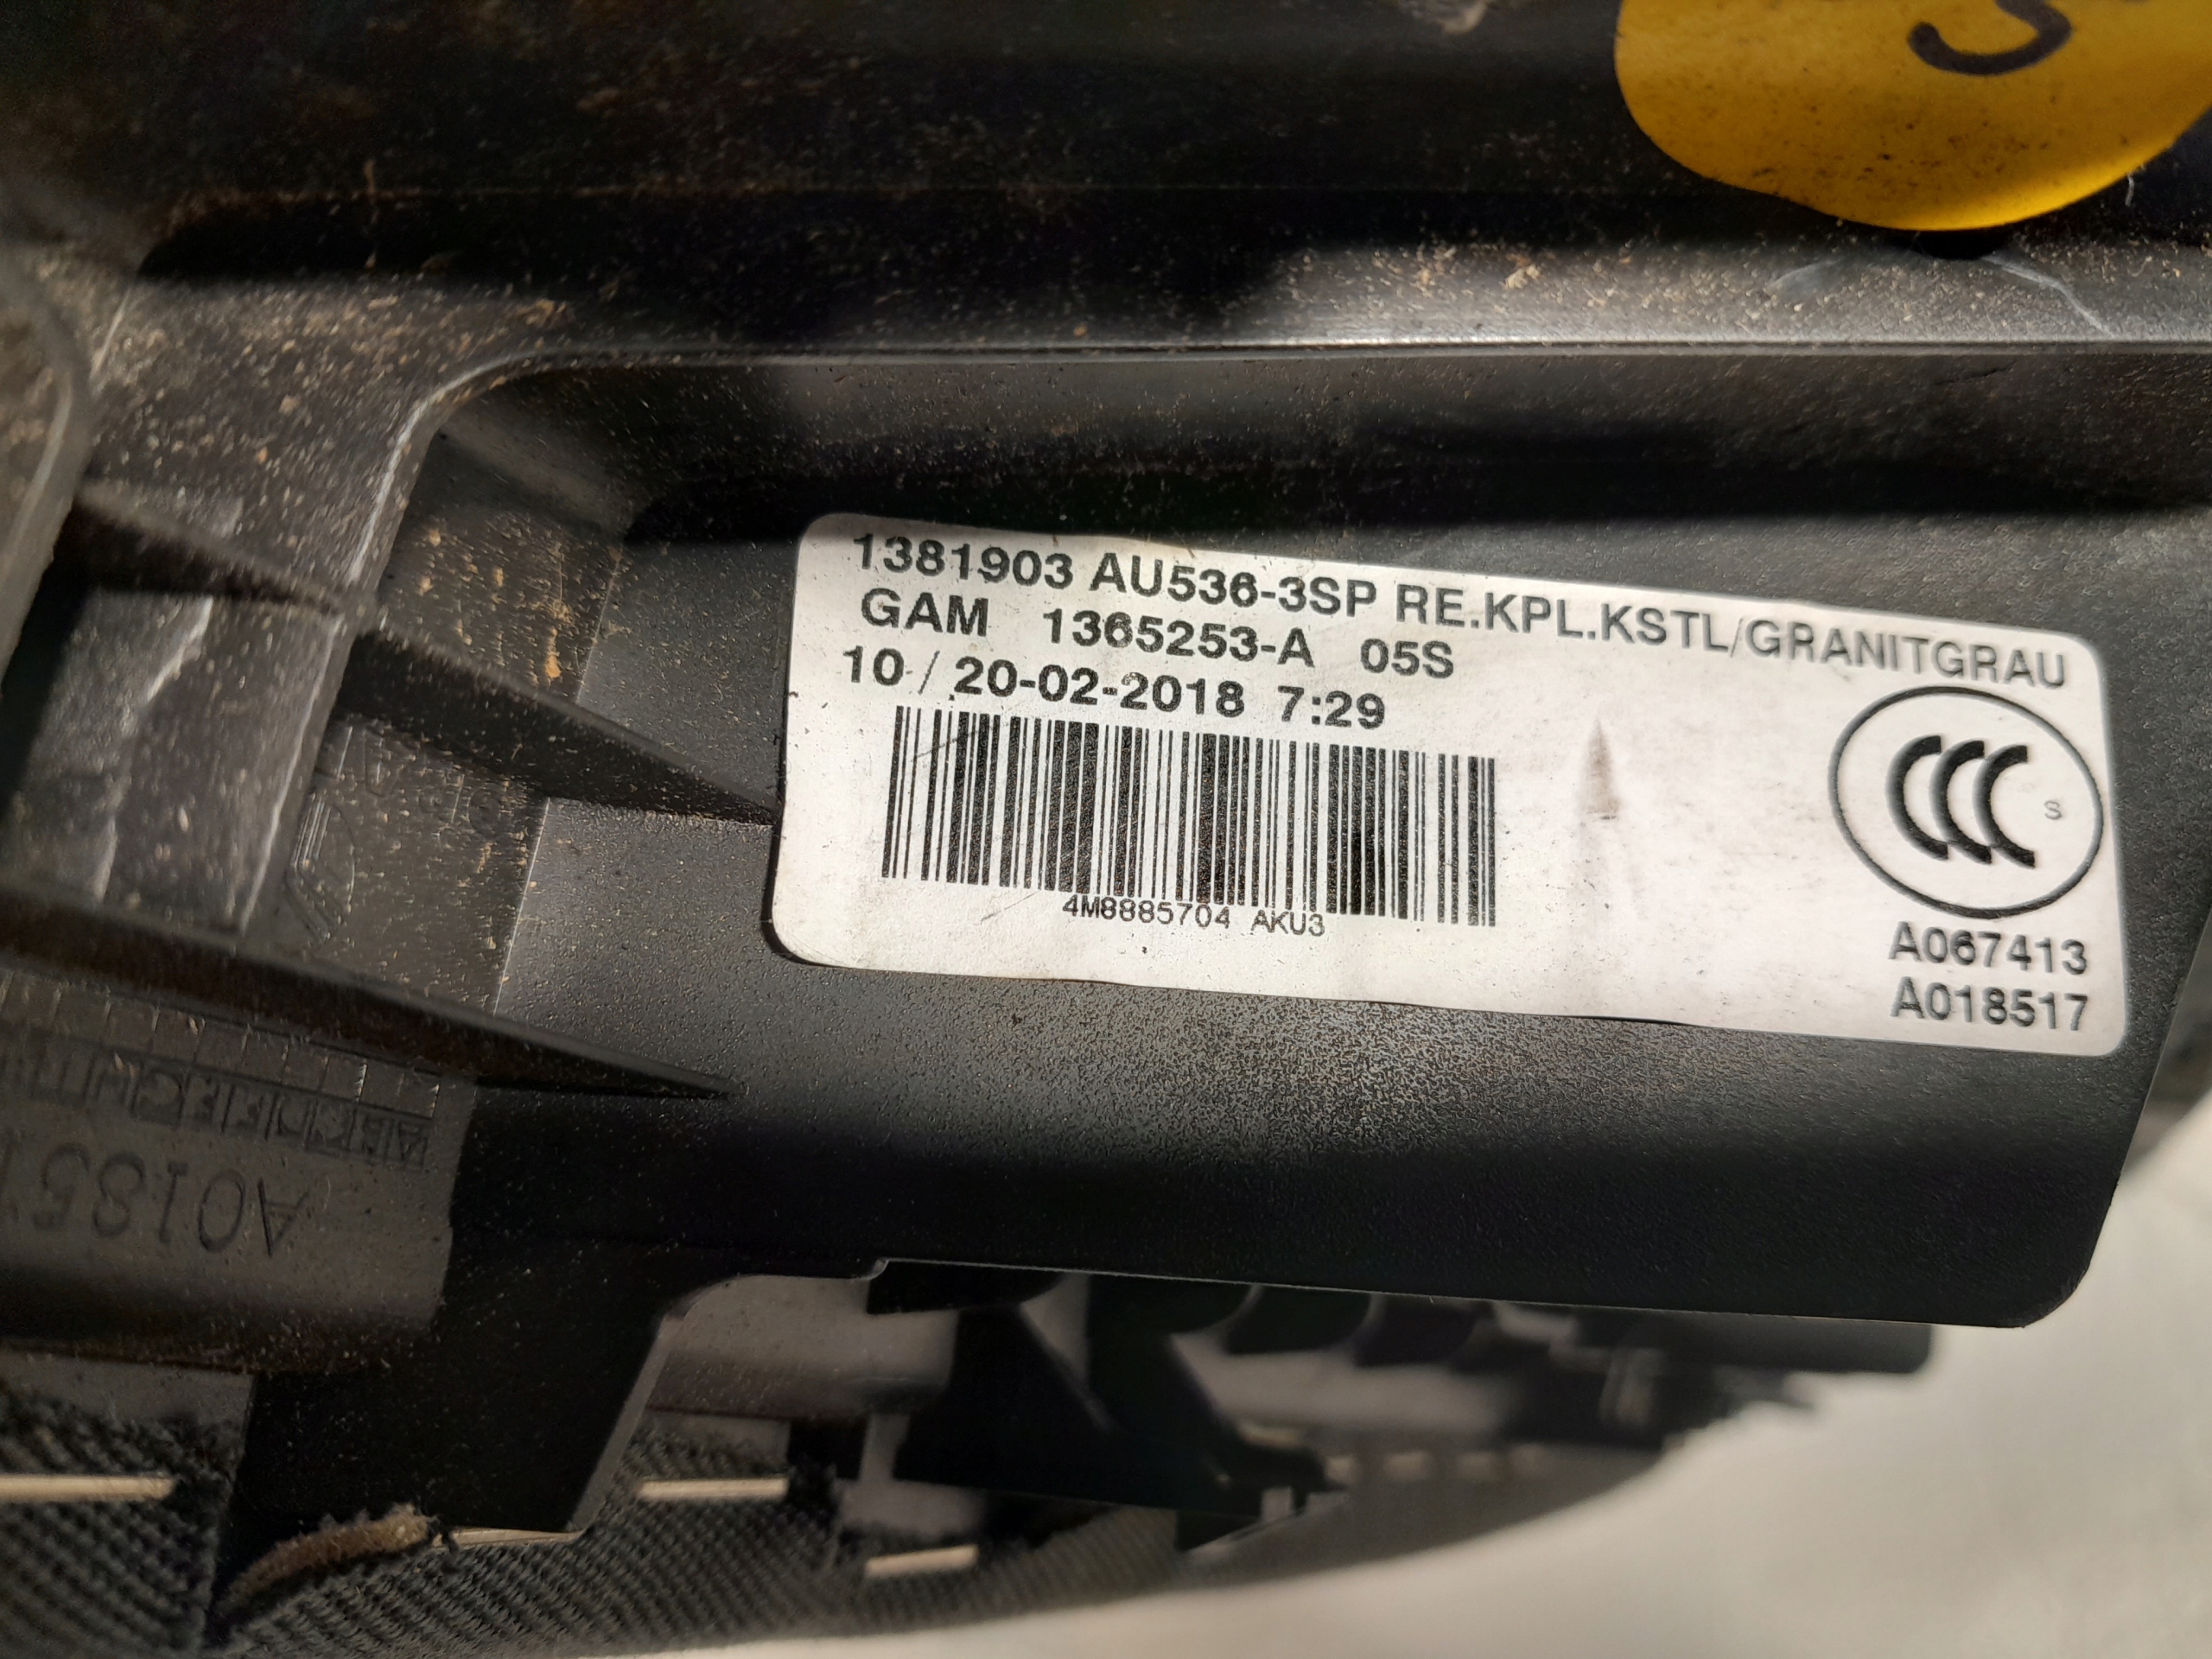 1381903 AU536-3SP RE.KPL.KSTL/GRANITGRAU
GAM 1365253-A 05S
10 / 20-02-2018 7:29
CCC S
4M8885704 AKU3
A067413
A018517